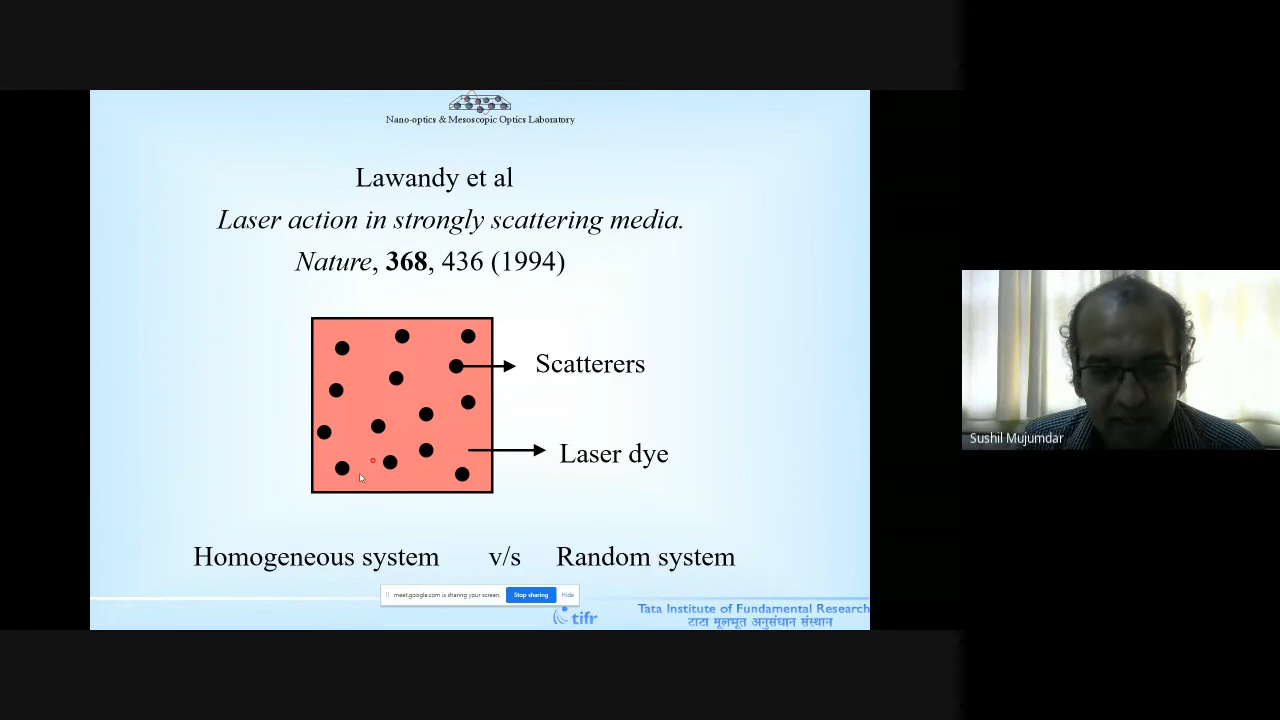 Nano-optics & Mesoscopic Optics Laboratory
Lawandy et al
Laser action in strongly scattering media.
Nature, 368, 436 (1994)
Scatterers
Laser dye
Sushil Mujumdar
Homogeneous system v/s Random system
meet.google.com is sharing your screen. Stop sharing Hide
tifr
Tata Institute of Fundamental Research
टाटा मूलभूत अनुसंधान संस्थान